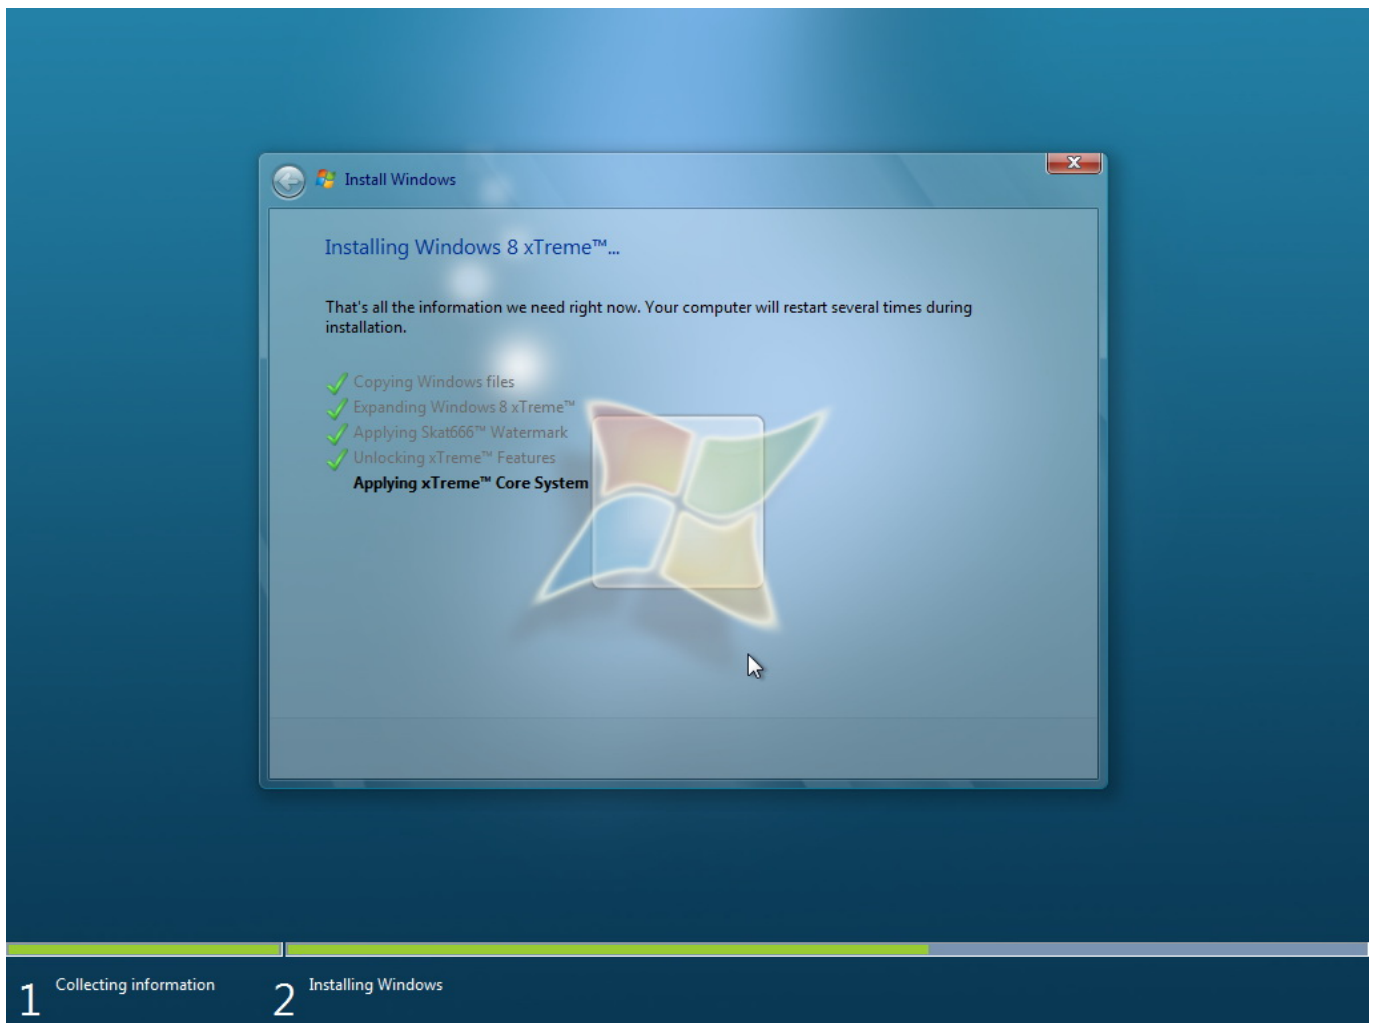 Install Windows
Installing Windows 8 xTreme™...
That's all the information we need right now. Your computer will restart several times during
installation.
Copying Windows files
Expanding Windows 8 xTreme™
Applying Skat666™ Watermark
Unlocking xTreme™ Features
Applying xTreme™ Core System
1 Collecting information 2 Installing Windows